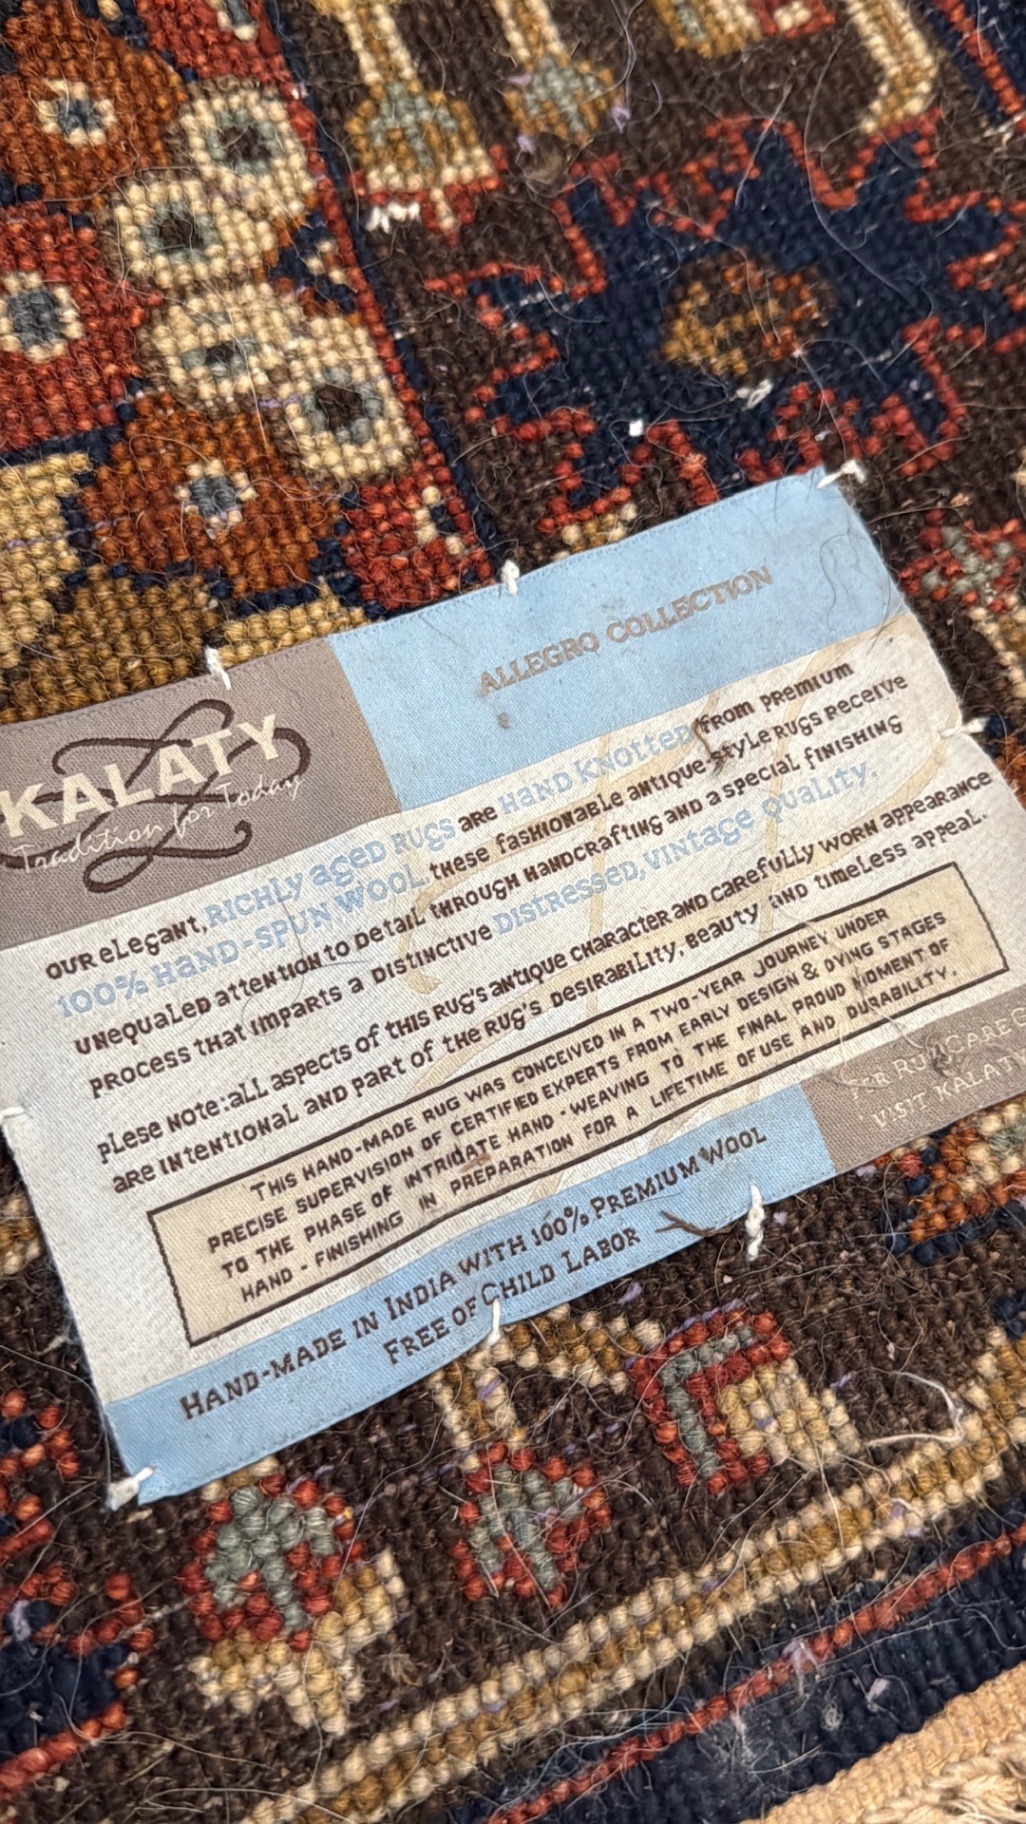 KALATY
Tradition for Today
ALLEGRO COLLECTION
OUR eLEGANT, RICHLY AGED RUGS ARE HAND KNOTTED FROM PREMIUM
100% HAND-SPUN WOOL THESE FASHIONABLE ANTIQUE-STYLE RUGS RECEIVE
UNEQUALED ATTENTION TO DETAIL THROUGH HANDCRAFTING AND A SPECIAL FINISHING
PROCESS THAT IMPARTS A DISTINCTIVE DISTRESSED, VINTAGE QUALITY.
PLESE NOTE: ALL ASPECTS OF THIS RUG'S ANTIQUE CHARACTER AND CAREFULLY WORN APPEARANCE
ARE INTENTIONAL AND PART OF THE RUG'S DESIRABILITY, BEAUTY AND TIMELESS APPEAL.
THIS HAND-MADE RUG WAS CONCEIVED IN A TWO-YEAR JOURNEY UNDER
PRECISE SUPERVISION OF CERTIFIED EXPERTS FROM EARLY DESIGN & DYING STAGES
TO THE PHASE OF INTRIDATE HAND-WEAVING TO THE FINAL PROUD MOMENT OF
HAND-FINISHING IN PREPARATION FOR A LIFETIME OF USE AND DURABILITY.
FOR RUG CARE
VISIT KALATY
HAND-MADE IN INDIA WITH 100% PREMIUM WOOL
FREE OF CHILD LABOR